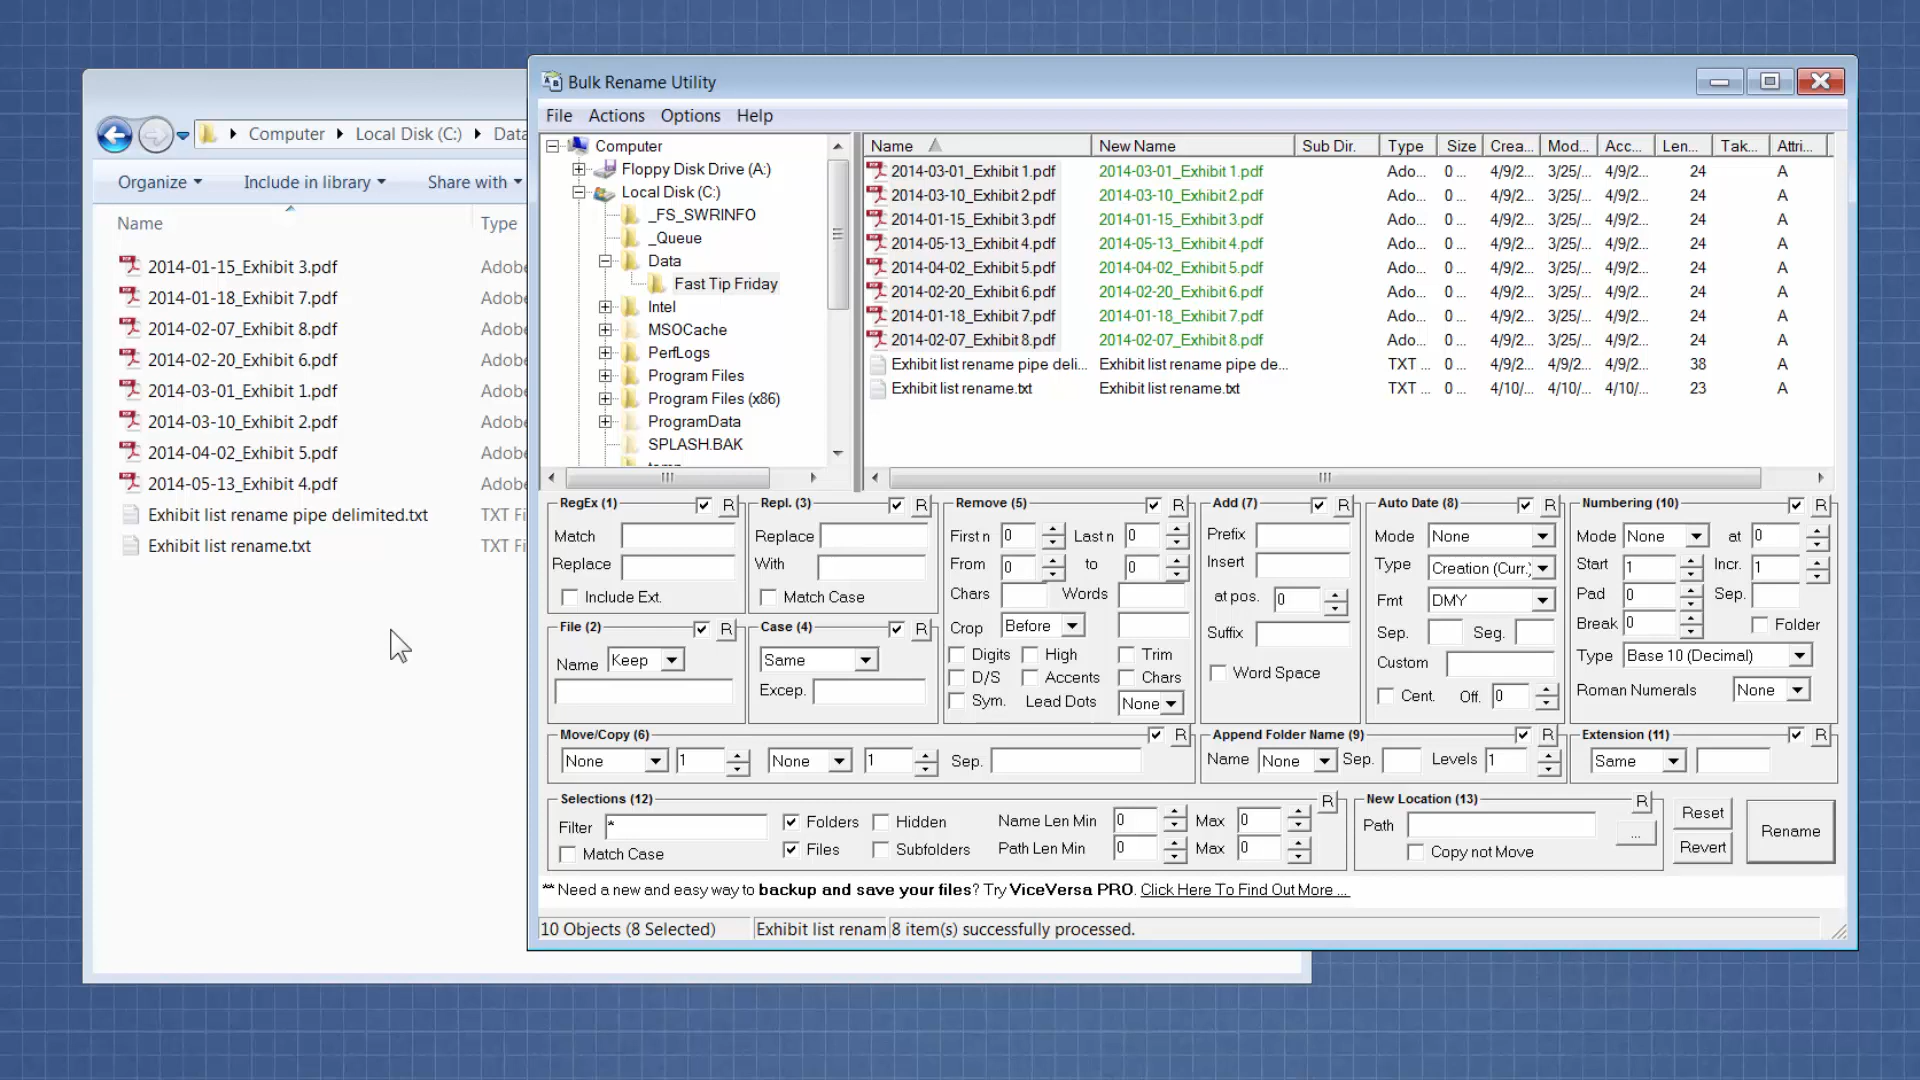 Computer Local Disk (C:) Data
Organize Include in library Share with
Name Type
2014-01-15_Exhibit 3.pdf Adobe
2014-01-18_Exhibit 7.pdf Adobe
2014-02-07_Exhibit 8.pdf Adobe
2014-02-20_Exhibit 6.pdf Adobe
2014-03-01_Exhibit 1.pdf Adobe
2014-03-10_Exhibit 2.pdf Adobe
2014-04-02_Exhibit 5.pdf Adobe
2014-05-13_Exhibit 4.pdf Adobe
Exhibit list rename pipe delimited.txt TXT Fi
Exhibit list rename.txt TXT Fi
Bulk Rename Utility
File Actions Options Help
Computer
Floppy Disk Drive (A:)
Local Disk (C:)
_FS_SWRINFO
_Queue
Data
Fast Tip Friday
Intel
MSOCache
PerfLogs
Program Files
Program Files (x86)
ProgramData
SPLASH.BAK
Name New Name Sub Dir. Type Size Crea... Mod... Acc... Len... Tak... Attri...
2014-03-01_Exhibit 1.pdf 2014-03-01_Exhibit 1.pdf Ado... 0 ... 4/9/2... 3/25/... 4/9/2... 24 A
2014-03-10_Exhibit 2.pdf 2014-03-10_Exhibit 2.pdf Ado... 0 ... 4/9/2... 3/25/... 4/9/2... 24 A
2014-01-15_Exhibit 3.pdf 2014-01-15_Exhibit 3.pdf Ado... 0 ... 4/9/2... 3/25/... 4/9/2... 24 A
2014-05-13_Exhibit 4.pdf 2014-05-13_Exhibit 4.pdf Ado... 0 ... 4/9/2... 3/25/... 4/9/2... 24 A
2014-04-02_Exhibit 5.pdf 2014-04-02_Exhibit 5.pdf Ado... 0 ... 4/9/2... 3/25/... 4/9/2... 24 A
2014-02-20_Exhibit 6.pdf 2014-02-20_Exhibit 6.pdf Ado... 0 ... 4/9/2... 3/25/... 4/9/2... 24 A
2014-01-18_Exhibit 7.pdf 2014-01-18_Exhibit 7.pdf Ado... 0 ... 4/9/2... 3/25/... 4/9/2... 24 A
2014-02-07_Exhibit 8.pdf 2014-02-07_Exhibit 8.pdf Ado... 0 ... 4/9/2... 3/25/... 4/9/2... 24 A
Exhibit list rename pipe deli... Exhibit list rename pipe de... TXT ... 0 ... 4/9/2... 4/9/2... 4/9/2... 38 A
Exhibit list rename.txt Exhibit list rename.txt TXT ... 0 ... 4/10/... 4/10/... 4/10/... 23 A
RegEx (1) R
Match
Replace
Include Ext.
Repl. (3) R
Replace
With
Match Case
File (2) R
Name Keep
Case (4) R
Same
Excep.
Remove (5) R
First n 0 Last n 0
From 0 to 0
Chars Words
Crop Before
Digits High Trim
D/S Accents Chars
Sym. Lead Dots None
Add (7) R
Prefix
Insert
at pos. 0
Suffix
Word Space
Auto Date (8) R
Mode None
Type Creation (Curr.)
Fmt DMY
Sep. Seg.
Custom
Cent. Off. 0
Numbering (10) R
Mode None at 0
Start 1 Incr. 1
Pad 0 Sep.
Break 0 Folder
Type Base 10 (Decimal)
Roman Numerals None
Move/Copy (6) R
None 1 None 1 Sep.
Append Folder Name (9) R
Name None Sep. Levels 1
Extension (11) R
Same
Selections (12) R
Filter * Folders Hidden Name Len Min 0 Max 0
Match Case Files Subfolders Path Len Min 0 Max 0
New Location (13) R
Path ...
Copy not Move
Reset
Revert
Rename
** Need a new and easy way to backup and save your files? Try ViceVersa PRO. Click Here To Find Out More ...
10 Objects (8 Selected) Exhibit list renam 8 item(s) successfully processed.